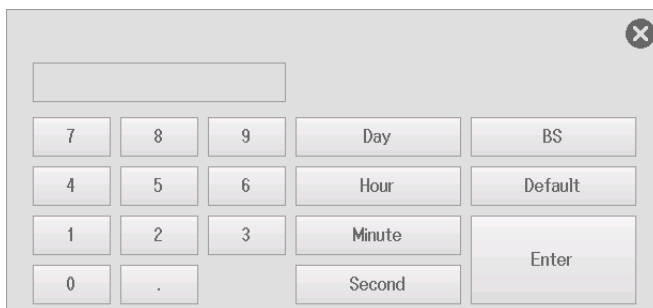 7 8 9 Day BS
4 5 6 Hour Default
1 2 3 Minute
Enter
0 . Second